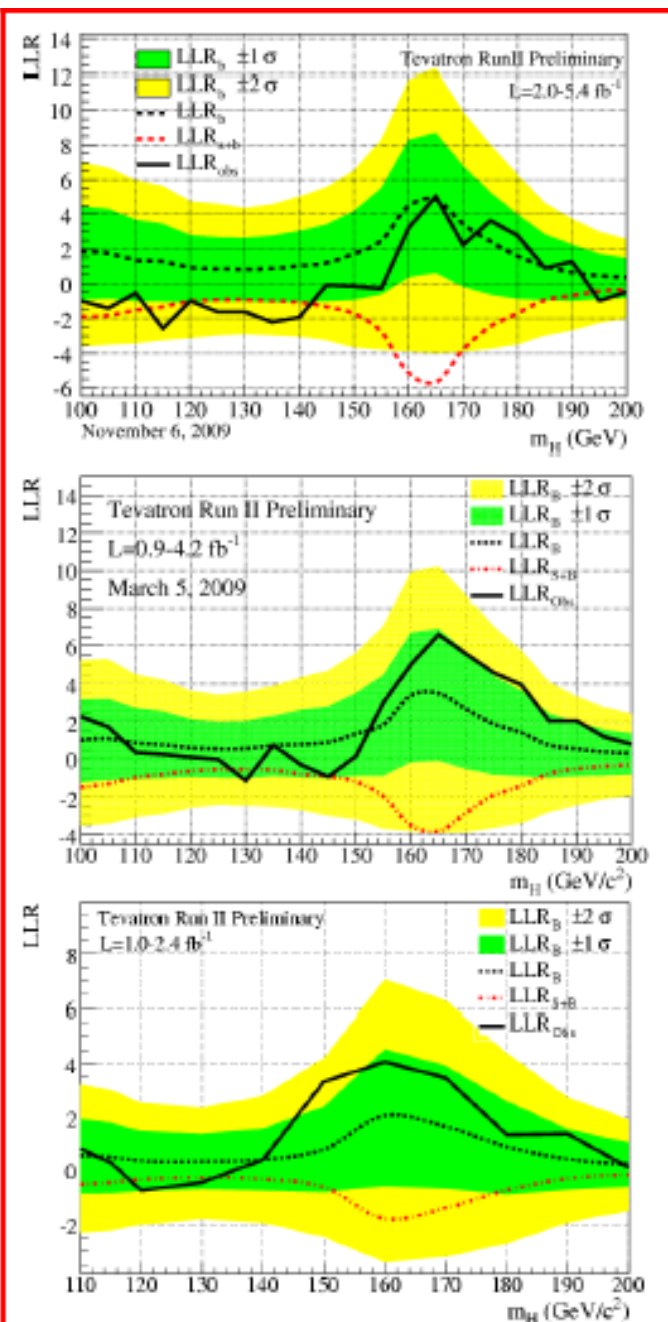 LLR
14
12
10
8
6
4
2
0
-2
-4
-6
LLR_b ±1 σ
LLR_b ±2 σ
LLR_b
LLR_s+b
LLR_obs
Tevatron RunII Preliminary
L=2.0-5.4 fb⁻¹
100 110 120 130 140 150 160 170 180 190 200
November 6, 2009
m_H (GeV)
LLR
14
12
10
8
6
4
2
0
-2
-4
Tevatron Run II Preliminary
L=0.9-4.2 fb⁻¹
March 5, 2009
LLR_B ±2 σ
LLR_B ±1 σ
LLR_B
LLR_S+B
LLR_Obs
100 110 120 130 140 150 160 170 180 190 200
m_H (GeV/c²)
LLR
8
6
4
2
0
-2
Tevatron Run II Preliminary
L=1.0-2.4 fb⁻¹
LLR_B ±2 σ
LLR_B ±1 σ
LLR_B
LLR_S+B
LLR_Obs
110 120 130 140 150 160 170 180 190 200
m_H (GeV/c²)